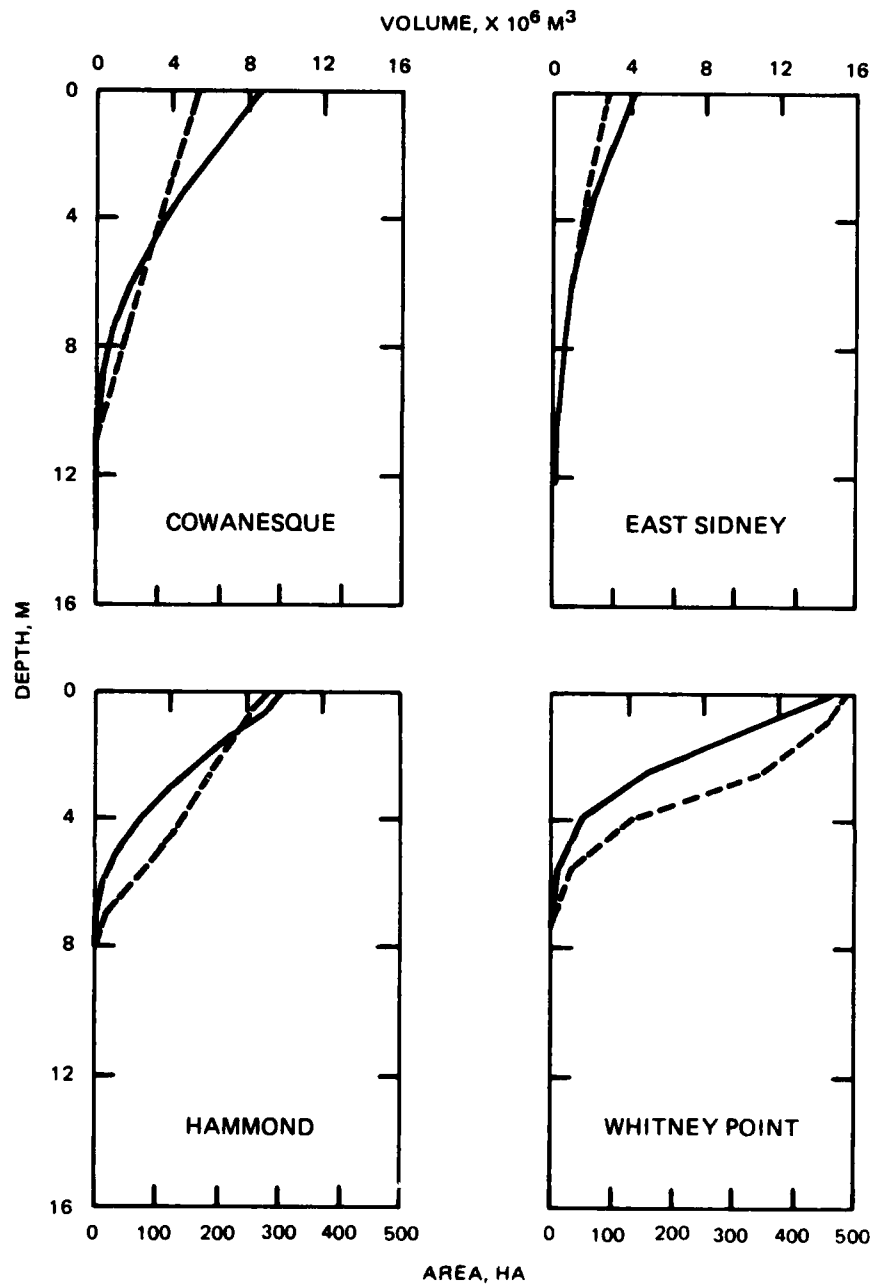 VOLUME, X 10⁶ M³
0 4 8 12 16
0 4 8 12 16
0
4
8
12
16
COWANESQUE
EAST SIDNEY
DEPTH, M
0
4
8
12
16
HAMMOND
WHITNEY POINT
0 100 200 300 400 500
0 100 200 300 400 500
AREA, HA